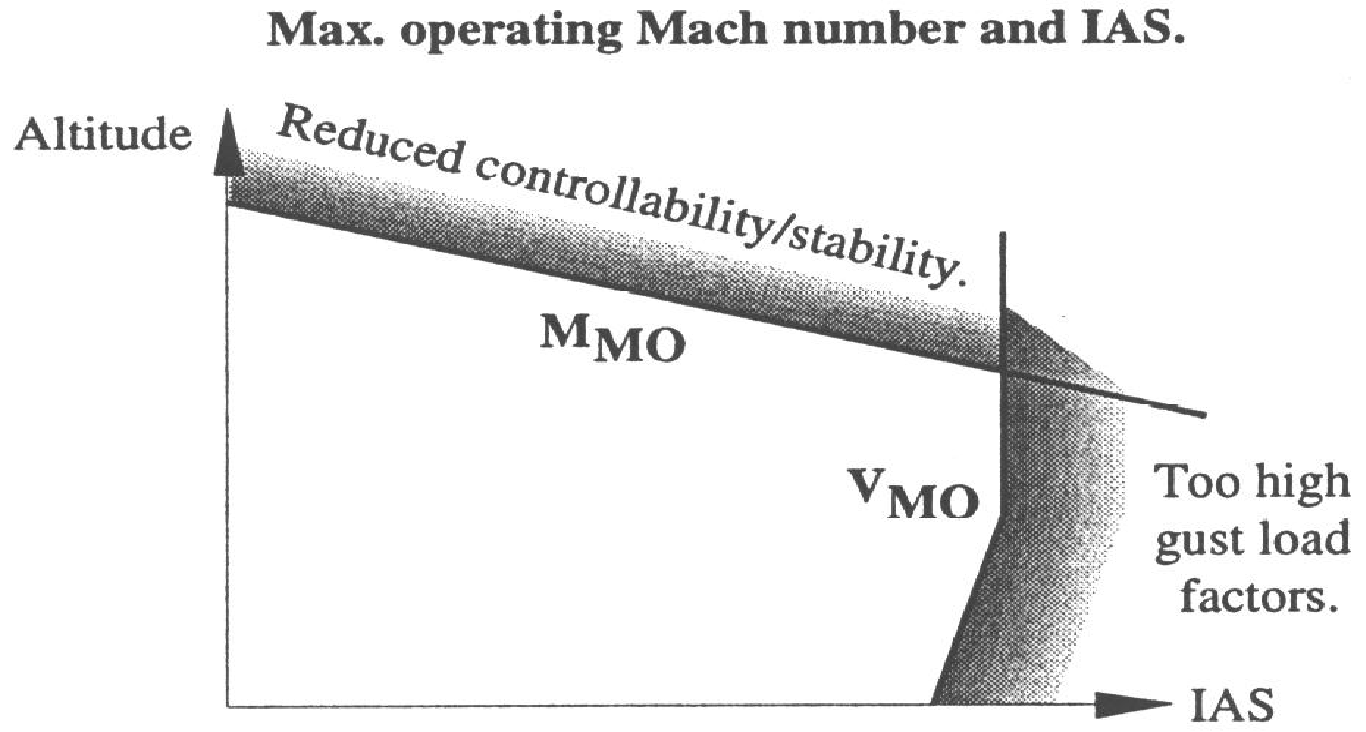 Max. operating Mach number and IAS.
Altitude
Reduced controllability/stability.
MMO
VMO
Too high
gust load
factors.
IAS